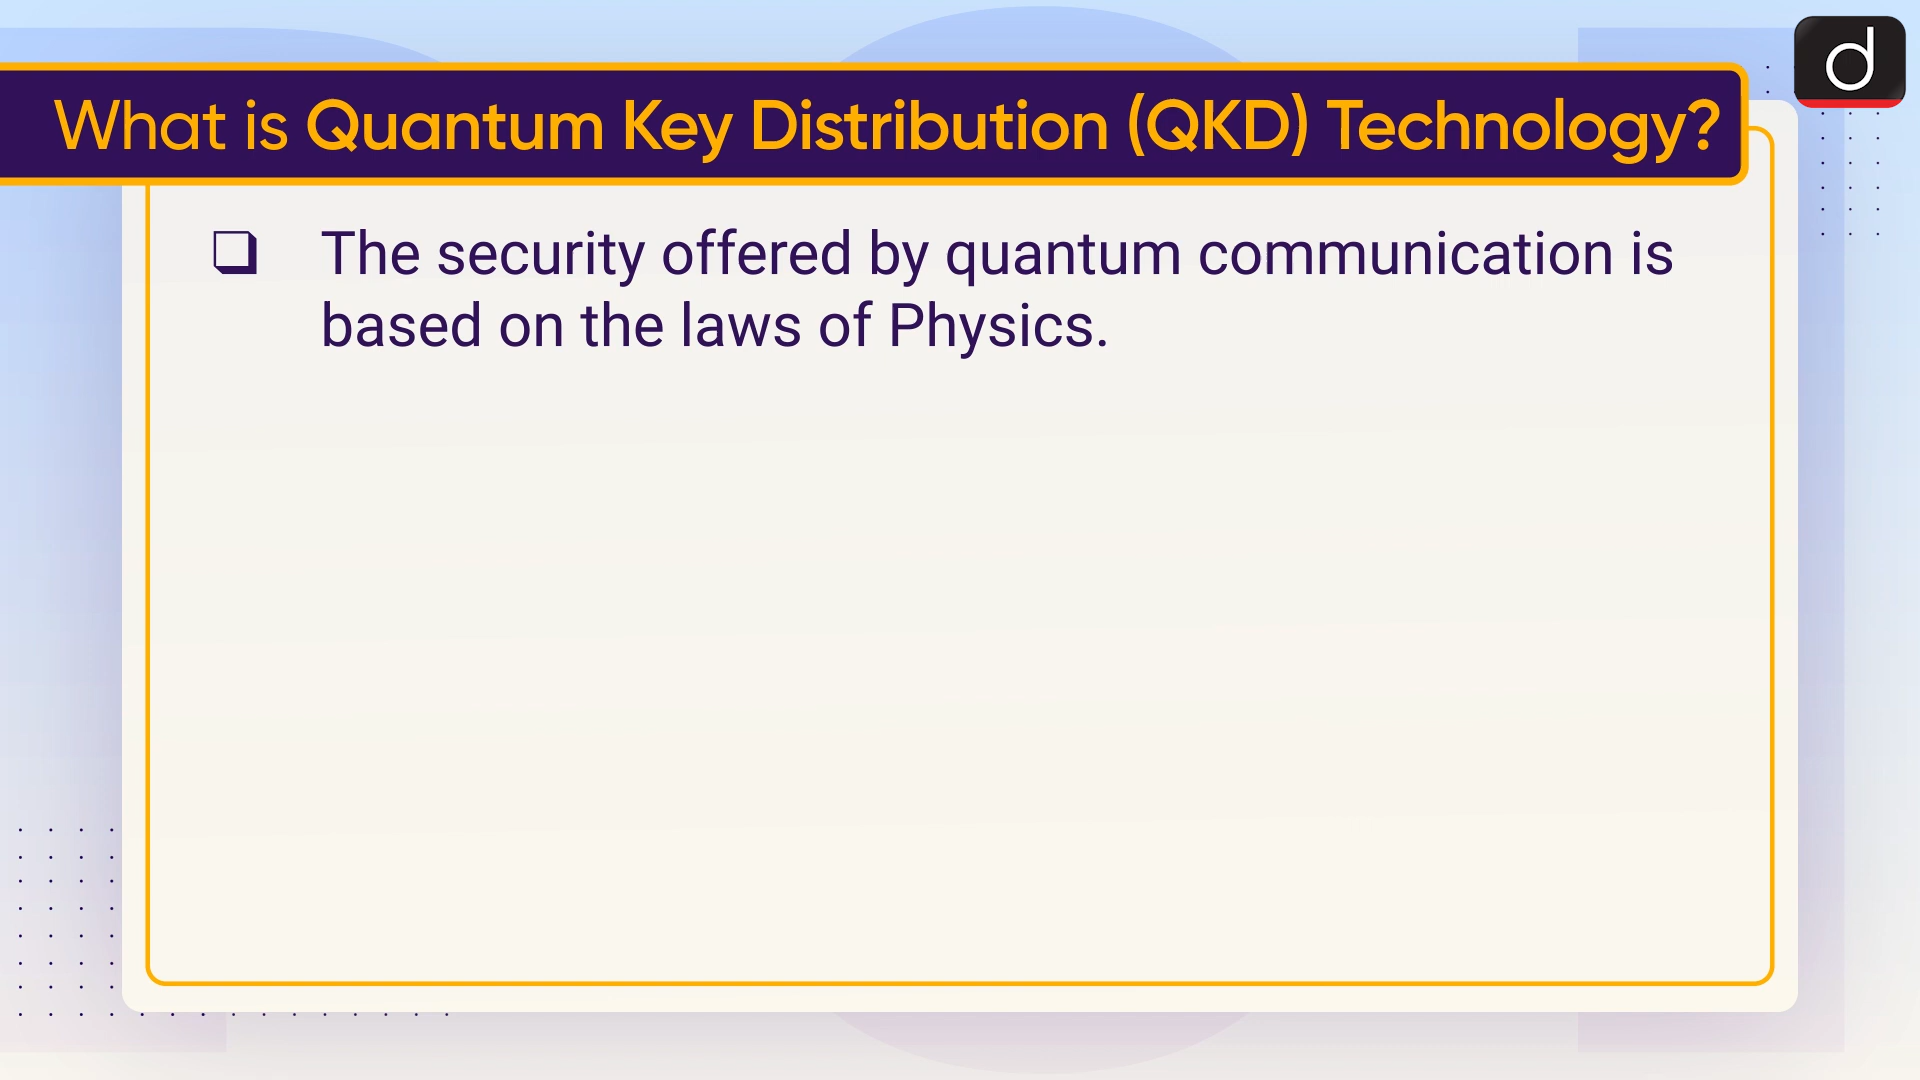 d
What is Quantum Key Distribution (QKD) Technology?
❑ The security offered by quantum communication is
based on the laws of Physics.